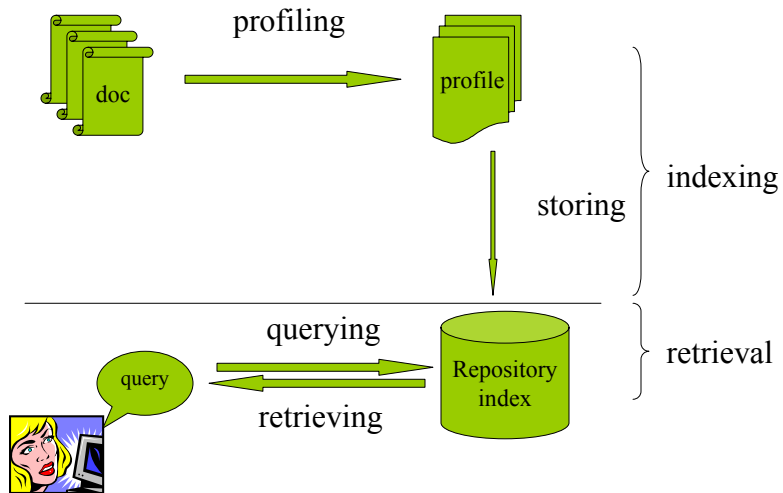 profiling
doc
profile
storing
indexing
querying
query
Repository
index
retrieving
retrieval